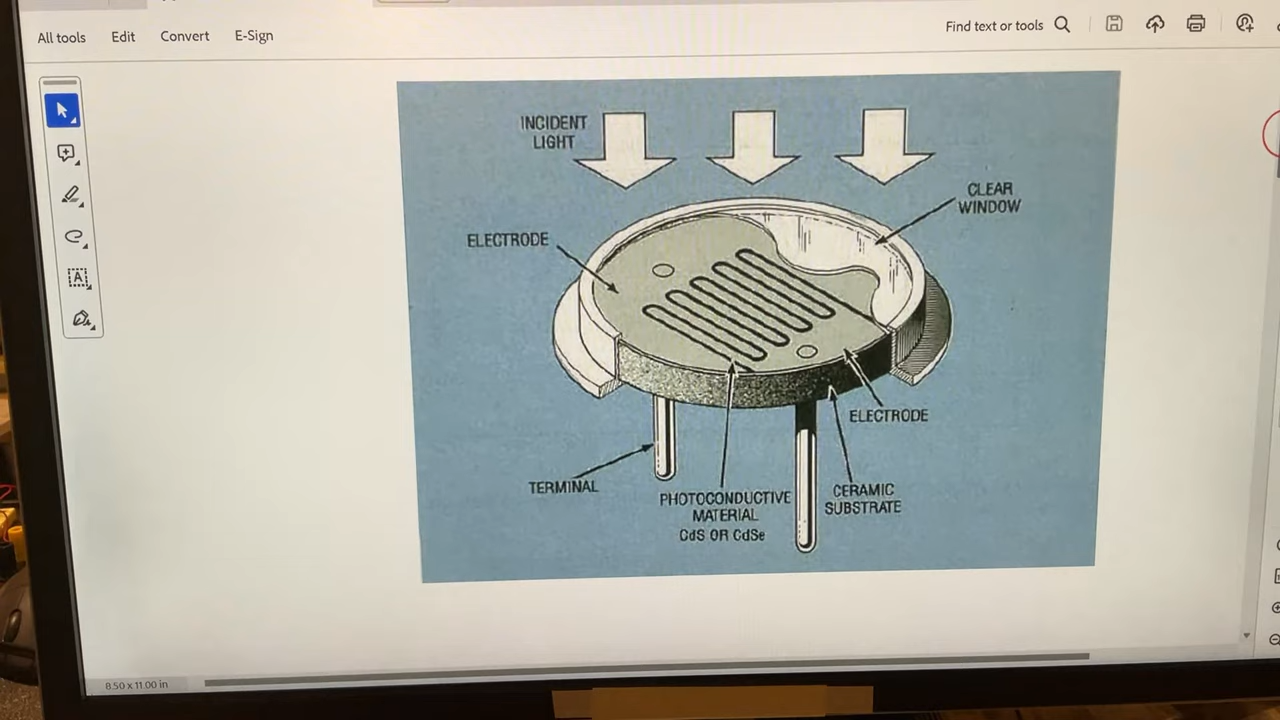 All tools
Edit
Convert
E-Sign
Find text or tools
A
INCIDENT
LIGHT
CLEAR
WINDOW
ELECTRODE
ELECTRODE
TERMINAL
PHOTOCONDUCTIVE
MATERIAL
CdS OR CdSe
CERAMIC
SUBSTRATE
8.50 x 11.00 in